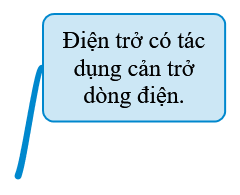 Điện trở có tác
dụng cản trở
dòng điện.